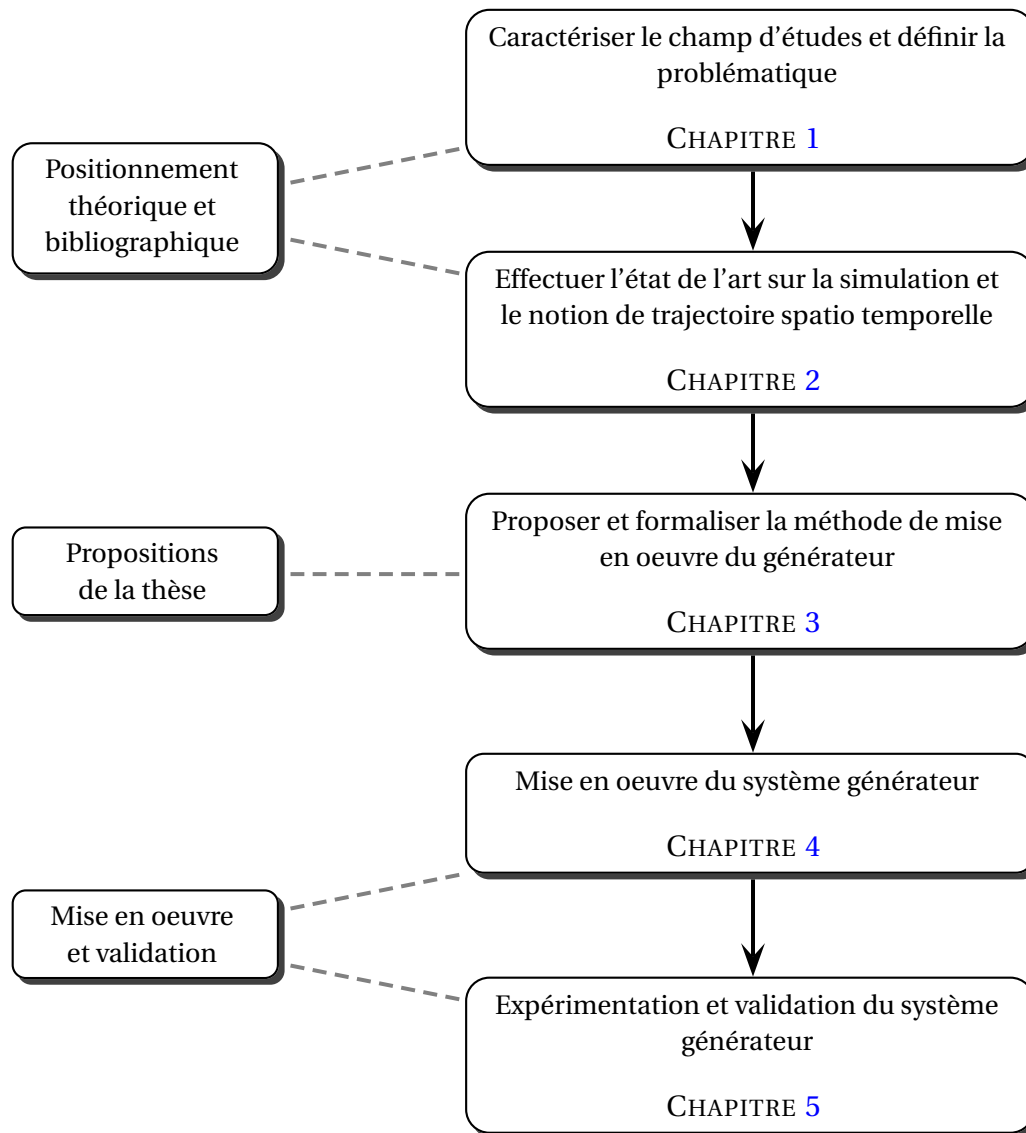 Caractériser le champ d'études et définir la
problématique
CHAPITRE 1
Positionnement
théorique et
bibliographique
Effectuer l'état de l'art sur la simulation et
le notion de trajectoire spatio temporelle
CHAPITRE 2
Proposer et formaliser la méthode de mise
en oeuvre du générateur
CHAPITRE 3
Propositions
de la thèse
Mise en oeuvre du système générateur
CHAPITRE 4
Mise en oeuvre
et validation
Expérimentation et validation du système
générateur
CHAPITRE 5